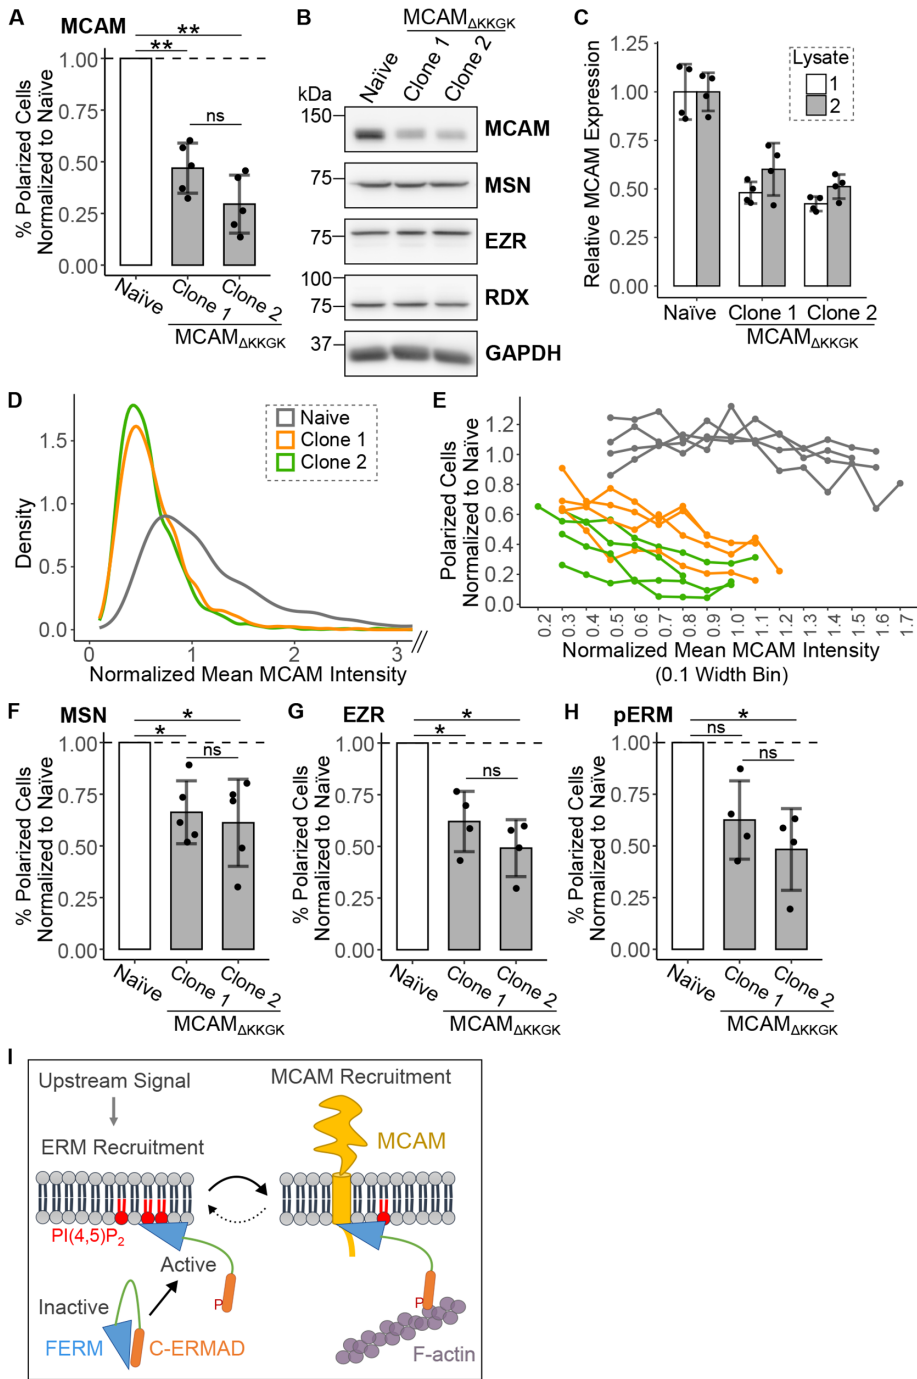 A
MCAM
**
**
ns
% Polarized Cells
Normalized to Naïve
1.00
0.75
0.50
0.25
0.00
Naïve
Clone 1
Clone 2
MCAMΔKKGK
B
MCAMΔKKGK
Naïve
Clone 1
Clone 2
kDa
150
MCAM
75
MSN
75
EZR
100
75
RDX
37
GAPDH
C
Relative MCAM Expression
1.25
1.00
0.75
0.50
0.25
0.00
Lysate
1
2
Naïve
Clone 1
Clone 2
MCAMΔKKGK
D
Density
1.5
1.0
0.5
0.0
Naive
Clone 1
Clone 2
0 1 2 3 //
Normalized Mean MCAM Intensity
E
Polarized Cells
Normalized to Naïve
1.2
1.0
0.8
0.6
0.4
0.2
0.0
0.2 0.3 0.4 0.5 0.6 0.7 0.8 0.9 1.0 1.1 1.2 1.3 1.4 1.5 1.6 1.7
Normalized Mean MCAM Intensity
(0.1 Width Bin)
F
MSN
*
*
ns
% Polarized Cells
Normalized to Naïve
1.00
0.75
0.50
0.25
0.00
Naïve
Clone 1
Clone 2
MCAMΔKKGK
G
EZR
*
*
ns
% Polarized Cells
Normalized to Naïve
1.00
0.75
0.50
0.25
0.00
Naïve
Clone 1
Clone 2
MCAMΔKKGK
H
pERM
*
ns
ns
% Polarized Cells
Normalized to Naïve
1.00
0.75
0.50
0.25
0.00
Naïve
Clone 1
Clone 2
MCAMΔKKGK
I
Upstream Signal
ERM Recruitment
PI(4,5)P2
Active
P
Inactive
FERM
C-ERMAD
MCAM Recruitment
MCAM
P
F-actin